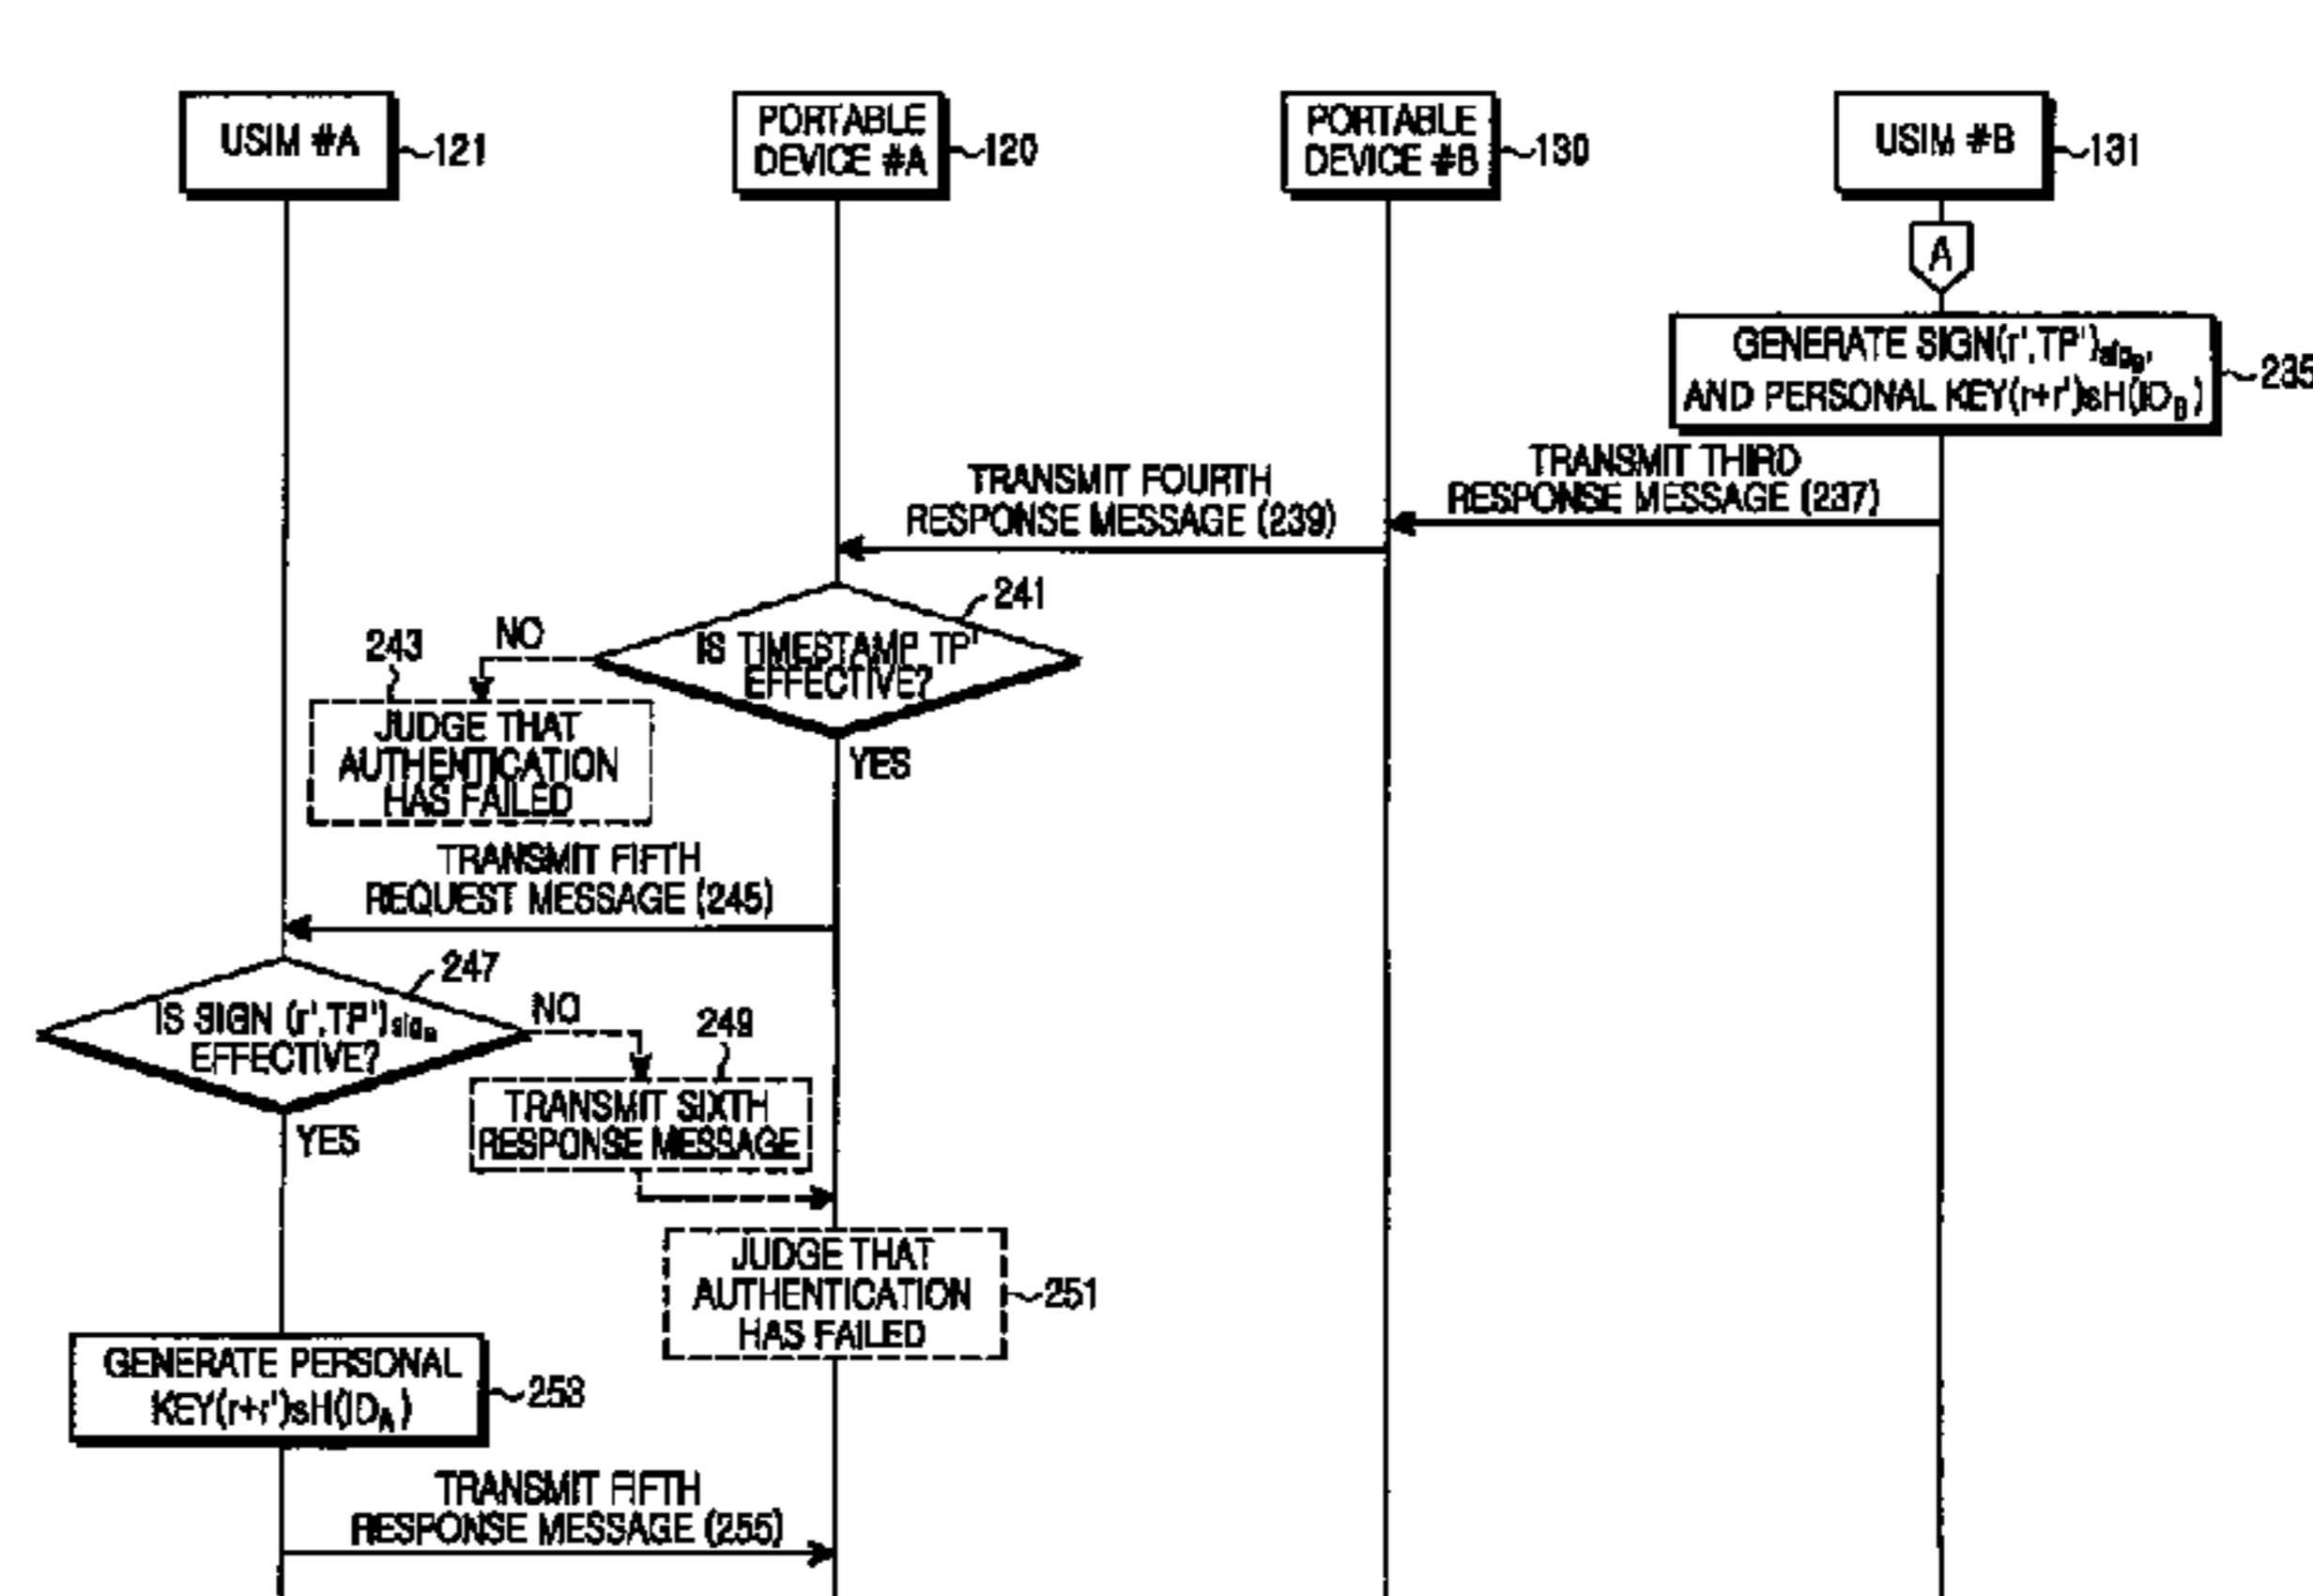 USIM #A
121
PORTABLE
DEVICE #A
120
PORTABLE
DEVICE #B
130
USIM #B
131
A
GENERATE SIGN(r',TP')sigB,
AND PERSONAL KEY(r+r')sH(IDB)
235
TRANSMIT THIRD
RESPONSE MESSAGE (237)
TRANSMIT FOURTH
RESPONSE MESSAGE (239)
241
IS TIMESTAMP TP'
EFFECTIVE?
NO
243
JUDGE THAT
AUTHENTICATION
HAS FAILED
YES
TRANSMIT FIFTH
REQUEST MESSAGE (245)
247
IS SIGN (r',TP')sigB
EFFECTIVE?
NO
249
TRANSMIT SIXTH
RESPONSE MESSAGE
YES
JUDGE THAT
AUTHENTICATION
HAS FAILED
251
GENERATE PERSONAL
KEY(r+r')sH(IDA)
253
TRANSMIT FIFTH
RESPONSE MESSAGE (255)